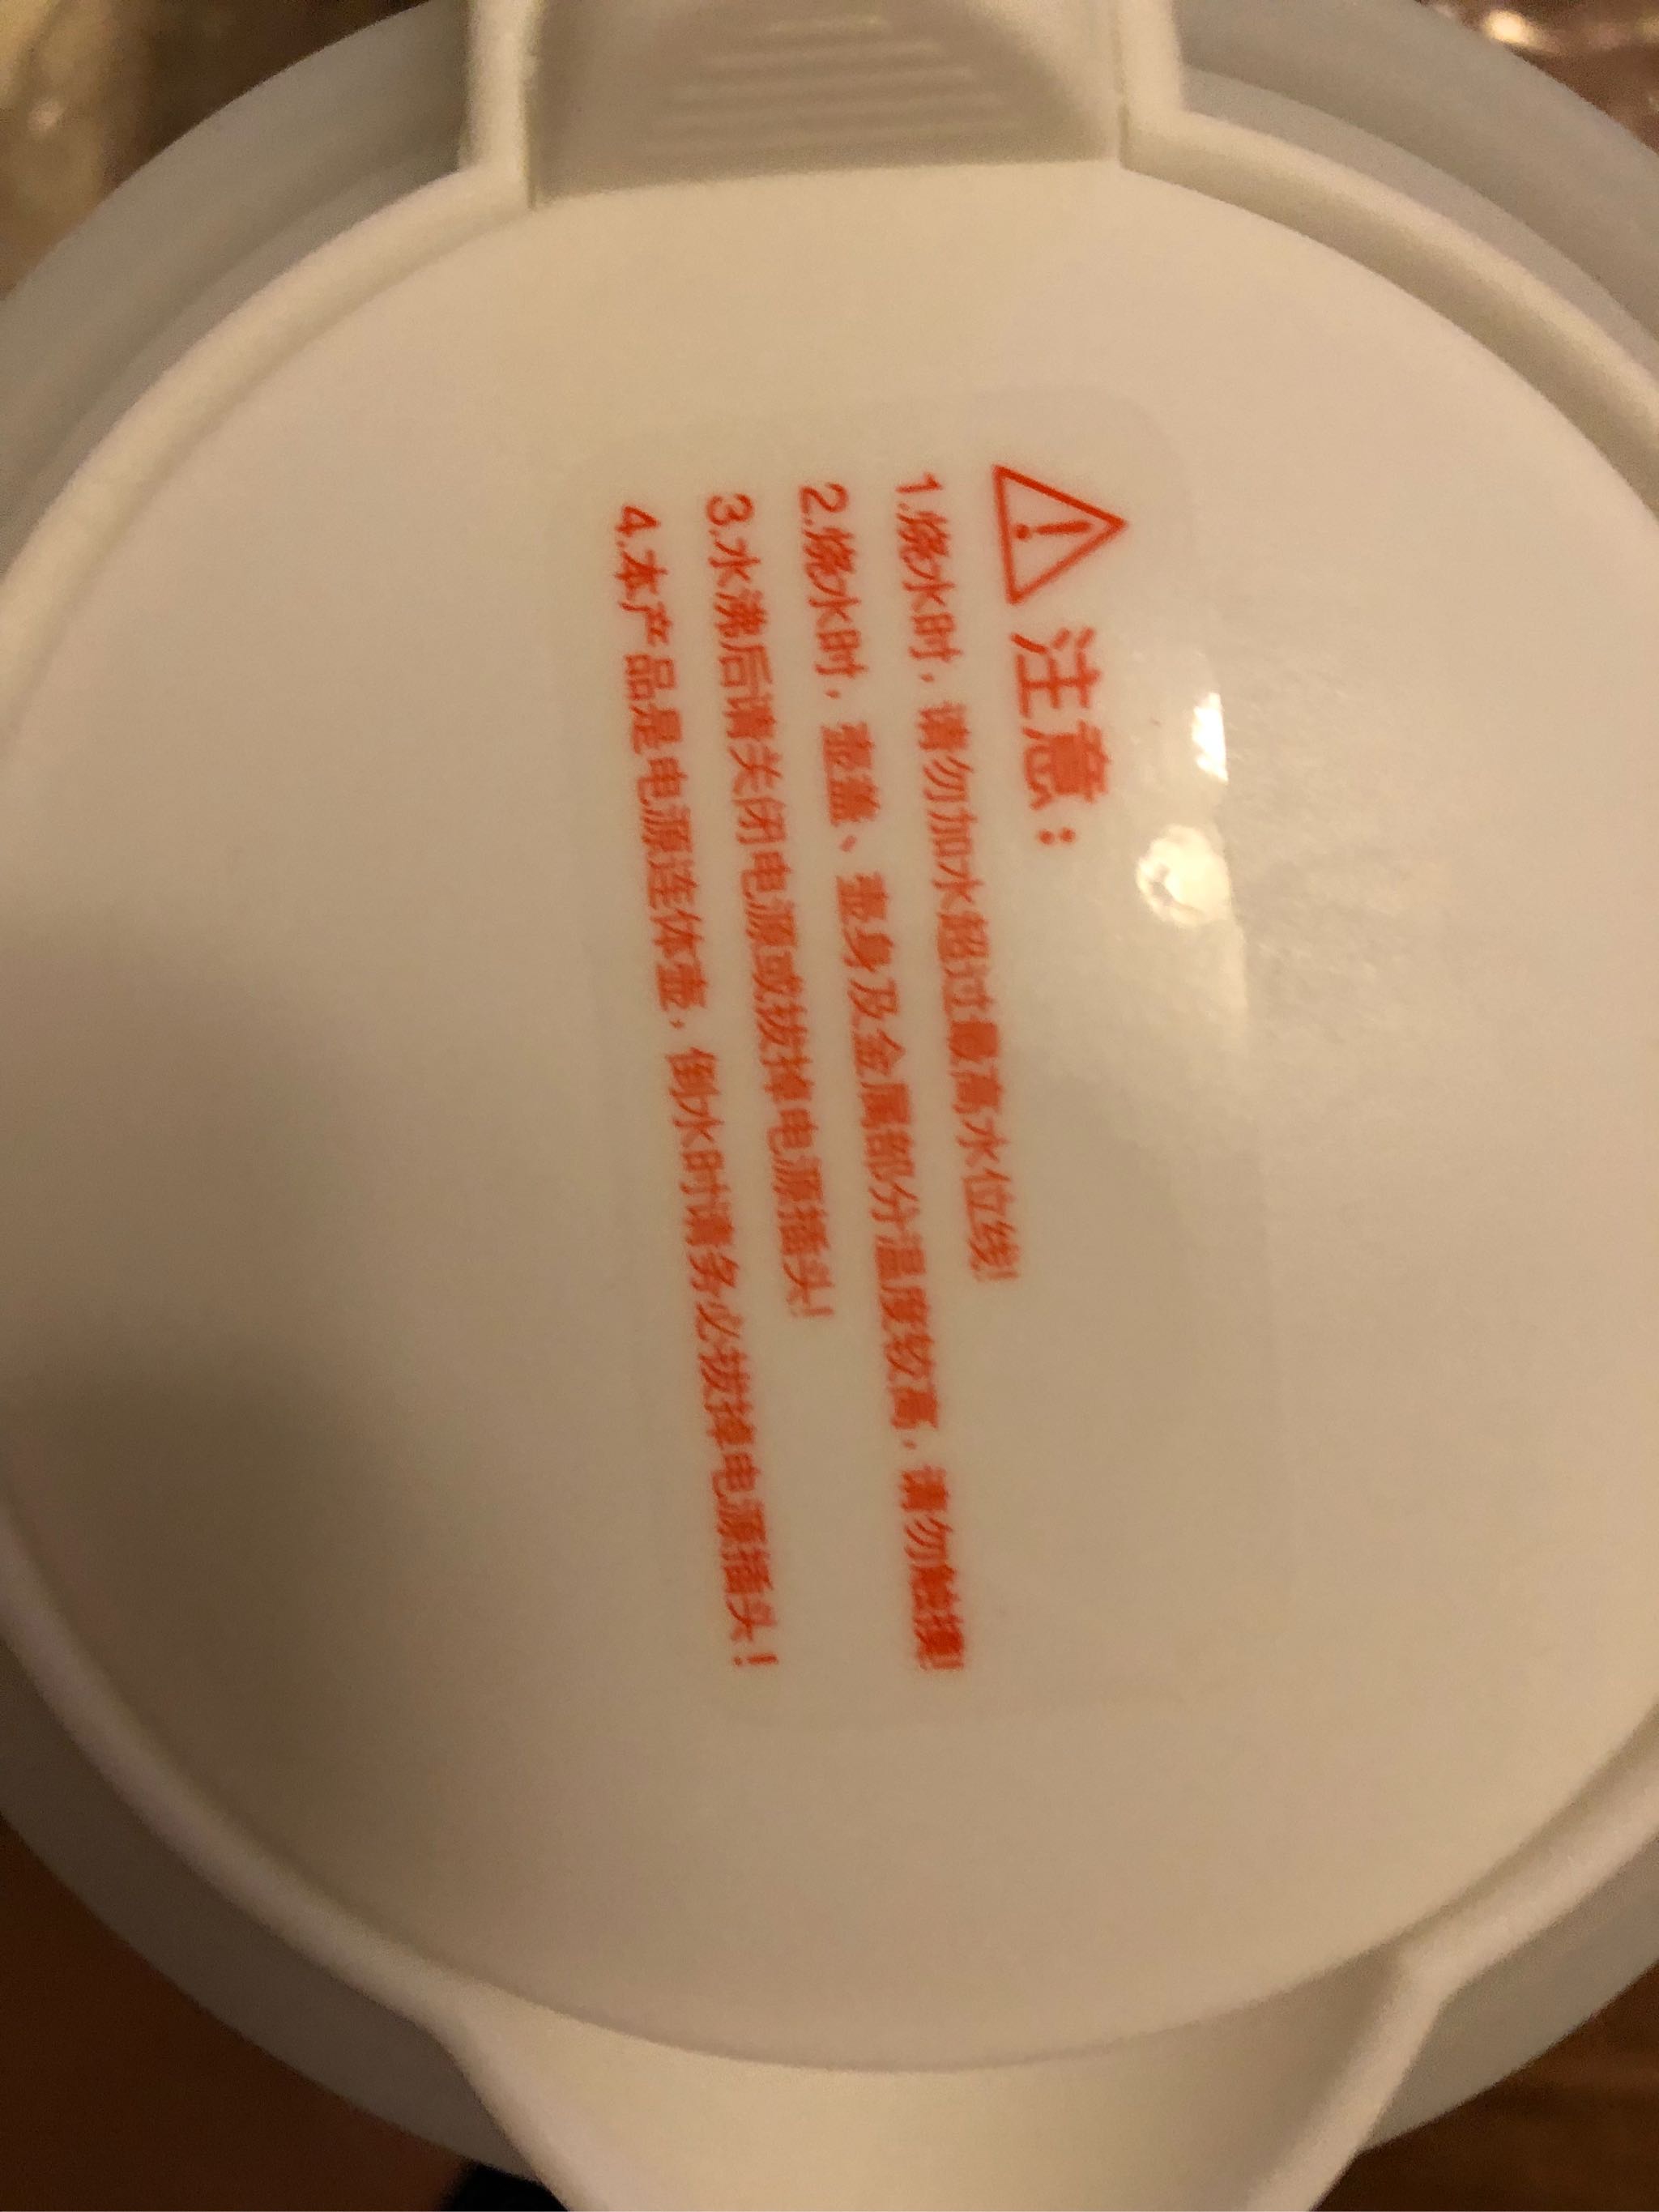 注意:
1.烧水时,请勿加水超过最高水位线!
2.烧水时,壶盖、壶身及金属部分温度较高,请勿触摸!
3.水沸后请关闭电源或拔掉电源插头!
4.本产品是电源连体壶,倒水时请务必拔掉电源插头!